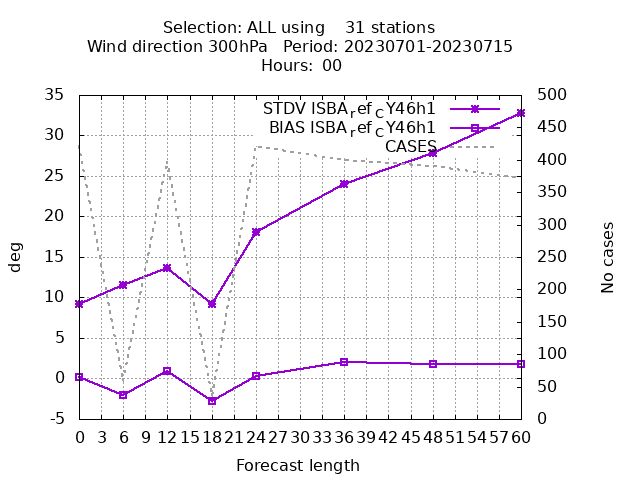 Selection: ALL using    31 stations
Wind direction 300hPa   Period: 20230701-20230715
Hours: 00
STDV ISBA_ref_CY46h1
BIAS ISBA_ref_CY46h1
CASES
35
30
25
20
15
10
5
0
-5
deg
500
450
400
350
300
250
200
150
100
50
0
No cases
0 3 6 9 12 15 18 21 24 27 30 33 36 39 42 45 48 51 54 57 60
Forecast length